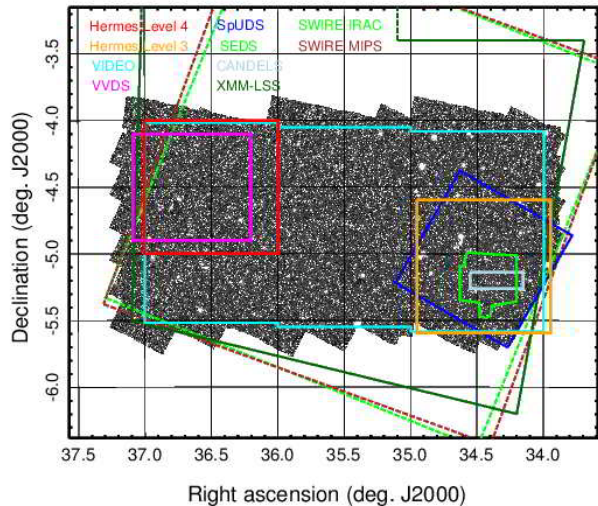 Hermes Level 4 SpUDS SWIRE IRAC
Hermes Level 3 SEDS SWIRE MIPS
VIDEO CANDELS
VVDS XMM-LSS
-3.5
-4.0
-4.5
-5.0
-5.5
-6.0
Declination (deg. J2000)
37.5 37.0 36.5 36.0 35.5 35.0 34.5 34.0
Right ascension (deg. J2000)